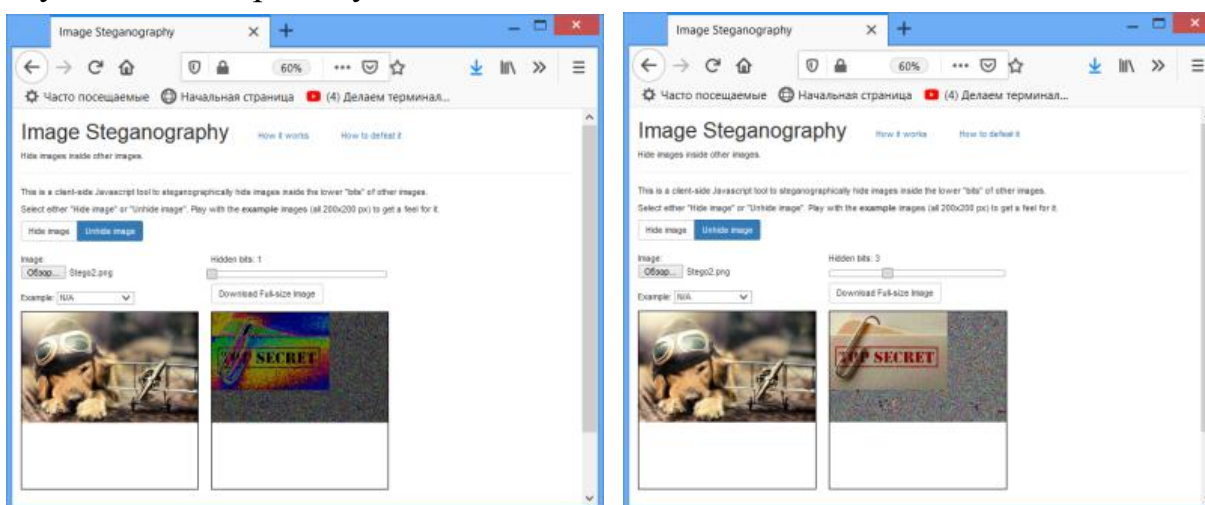 Image Steganography
60%
Часто посещаемые Начальная страница (4) Делаем терминал...
Image Steganography How it works How to defeat it
Hide images inside other images.
This is a client-side Javascript tool to steganographically hide images inside the lower "bits" of other images.
Select either "Hide image" or "Unhide image". Play with the example images (all 200x200 px) to get a feel for it.
Hide image Unhide image
Image: Hidden bits: 1
Обзор... Stego2.png
Download Full-size Image
Example: N/A
TOP SECRET
Image Steganography
60%
Часто посещаемые Начальная страница (4) Делаем терминал...
Image Steganography How it works How to defeat it
Hide images inside other images.
This is a client-side Javascript tool to steganographically hide images inside the lower "bits" of other images.
Select either "Hide image" or "Unhide image". Play with the example images (all 200x200 px) to get a feel for it.
Hide image Unhide image
Image: Hidden bits: 3
Обзор... Stego2.png
Download Full-size Image
Example: N/A
TOP SECRET